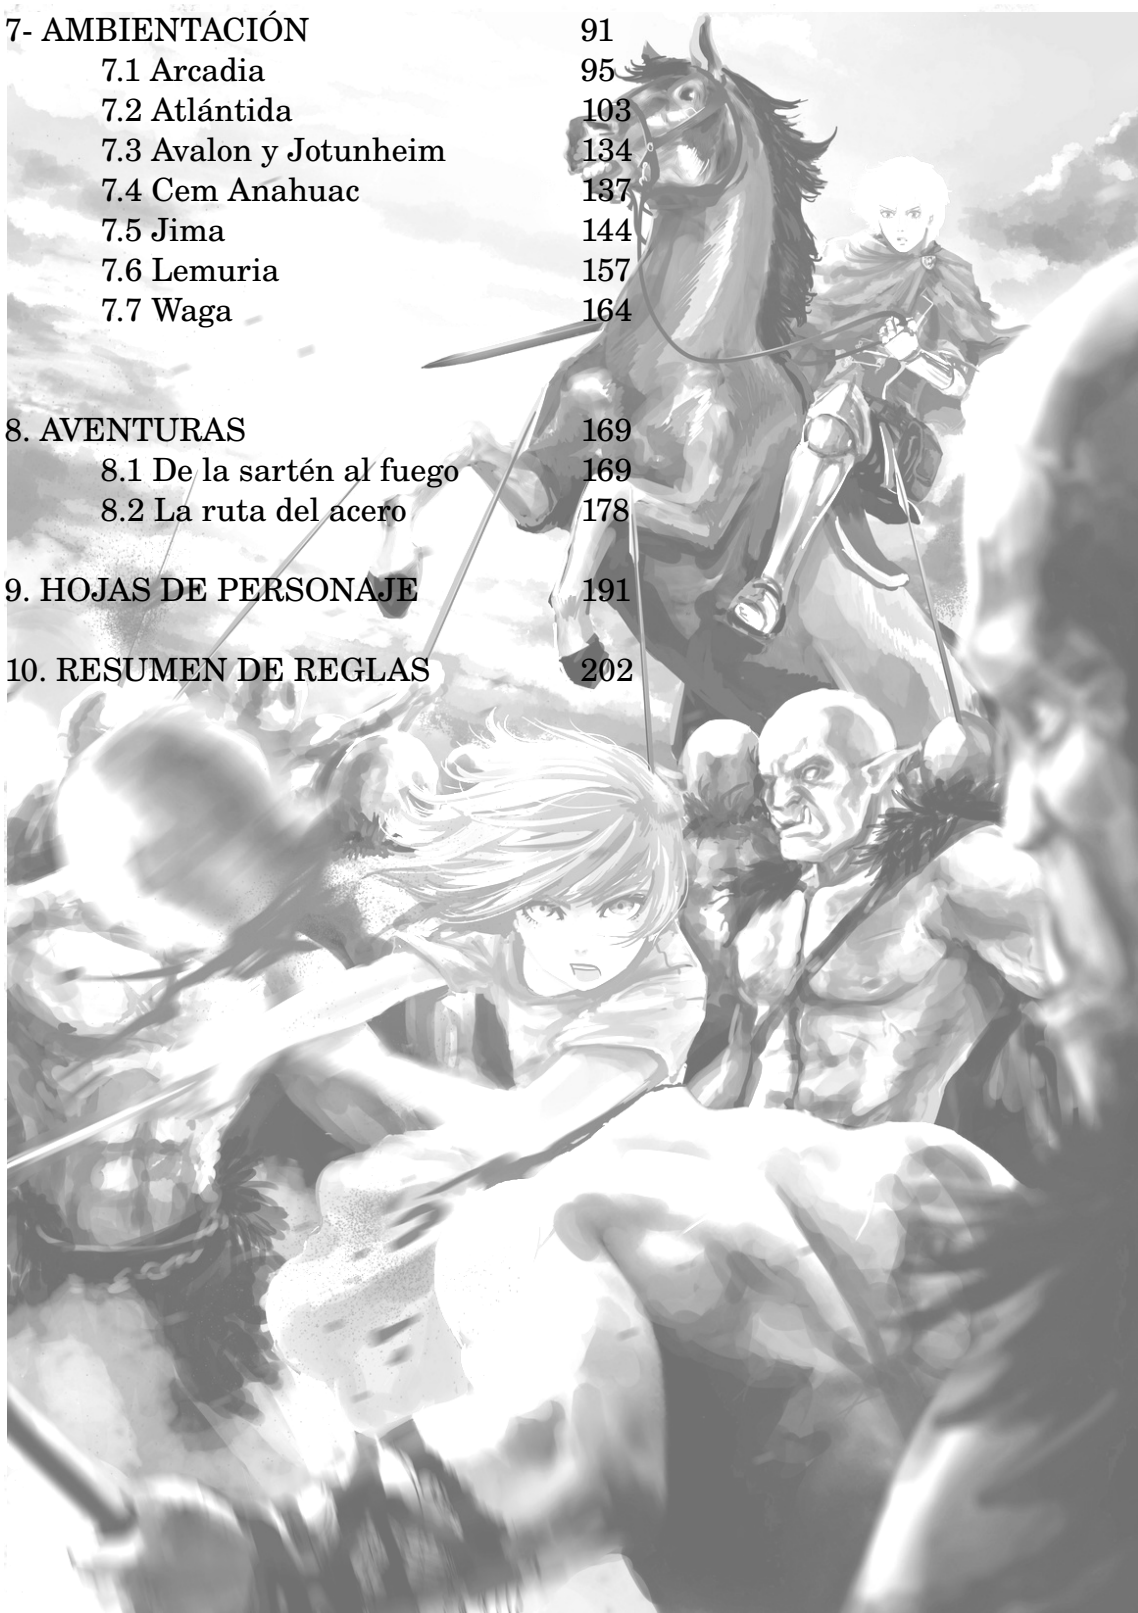 7- AMBIENTACIÓN 91
7.1 Arcadia 95
7.2 Atlántida 103
7.3 Avalon y Jotunheim 134
7.4 Cem Anahuac 137
7.5 Jima 144
7.6 Lemuria 157
7.7 Waga 164
8. AVENTURAS 169
8.1 De la sartén al fuego 169
8.2 La ruta del acero 178
9. HOJAS DE PERSONAJE 191
10. RESUMEN DE REGLAS 202